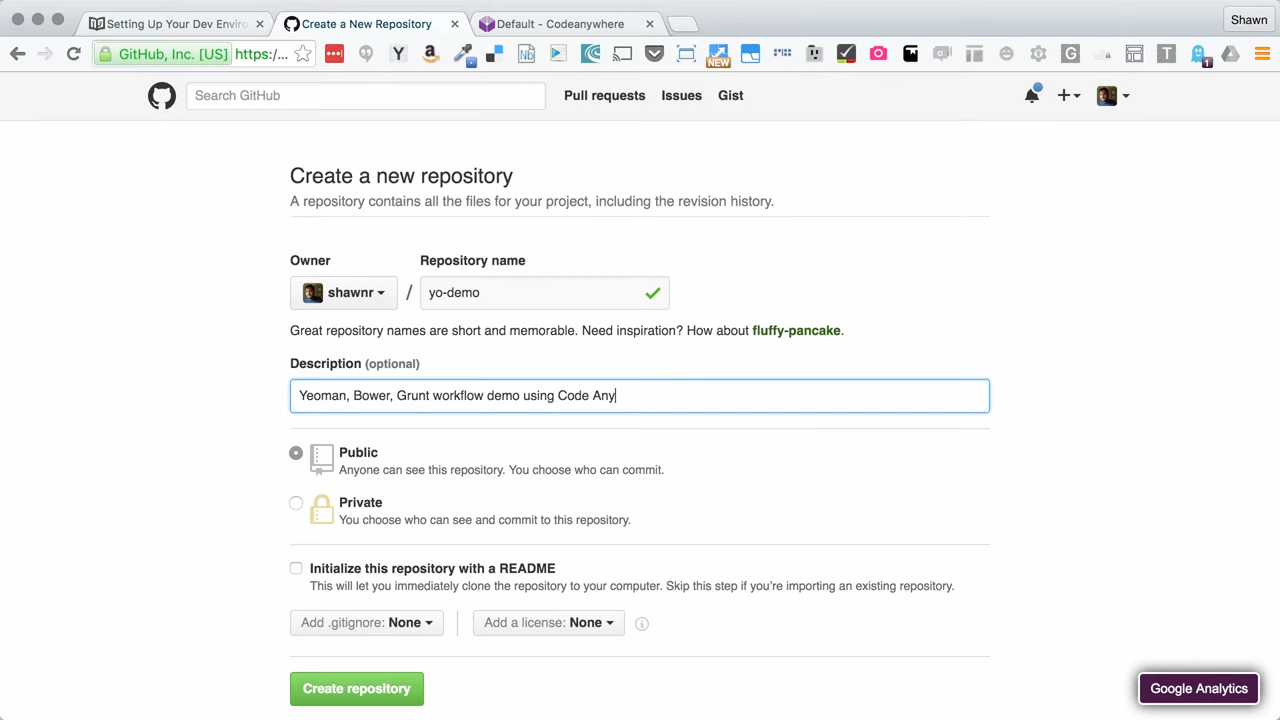 Setting Up Your Dev Enviro
Create a New Repository
Default - Codeanywhere
Shawn
GitHub, Inc. [US] https:/...
NEW
1
Search GitHub
Pull requests
Issues
Gist
Create a new repository
A repository contains all the files for your project, including the revision history.
Owner
Repository name
shawnr
/
yo-demo
Great repository names are short and memorable. Need inspiration? How about fluffy-pancake.
Description (optional)
Yeoman, Bower, Grunt workflow demo using Code Any
Public
Anyone can see this repository. You choose who can commit.
Private
You choose who can see and commit to this repository.
Initialize this repository with a README
This will let you immediately clone the repository to your computer. Skip this step if you’re importing an existing repository.
Add .gitignore: None
Add a license: None
Create repository
Google Analytics